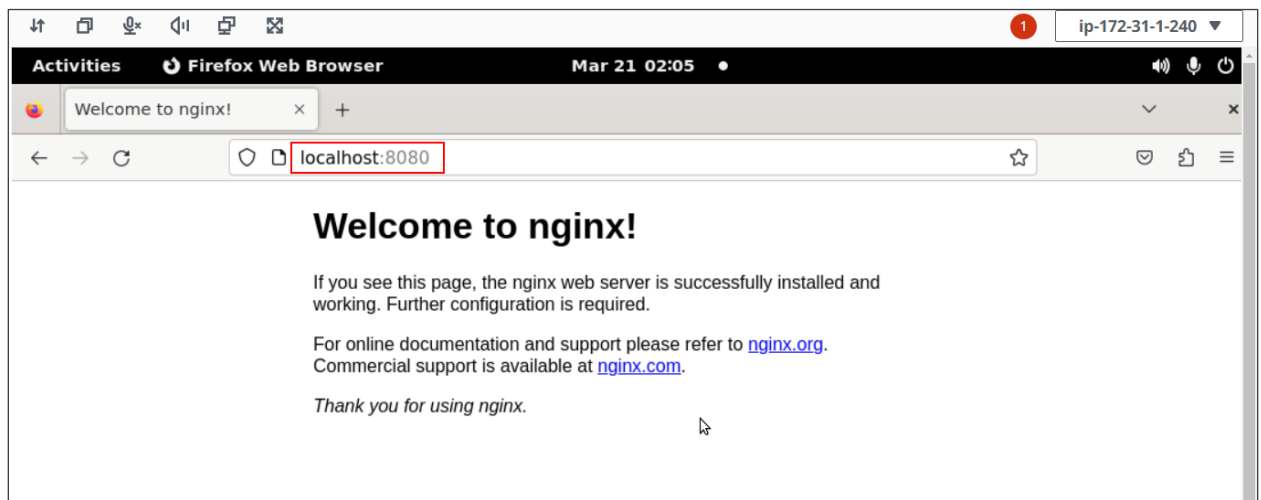 1 ip-172-31-1-240
Activities Firefox Web Browser Mar 21 02:05
Welcome to nginx!
localhost:8080
Welcome to nginx!
If you see this page, the nginx web server is successfully installed and
working. Further configuration is required.
For online documentation and support please refer to nginx.org.
Commercial support is available at nginx.com.
Thank you for using nginx.